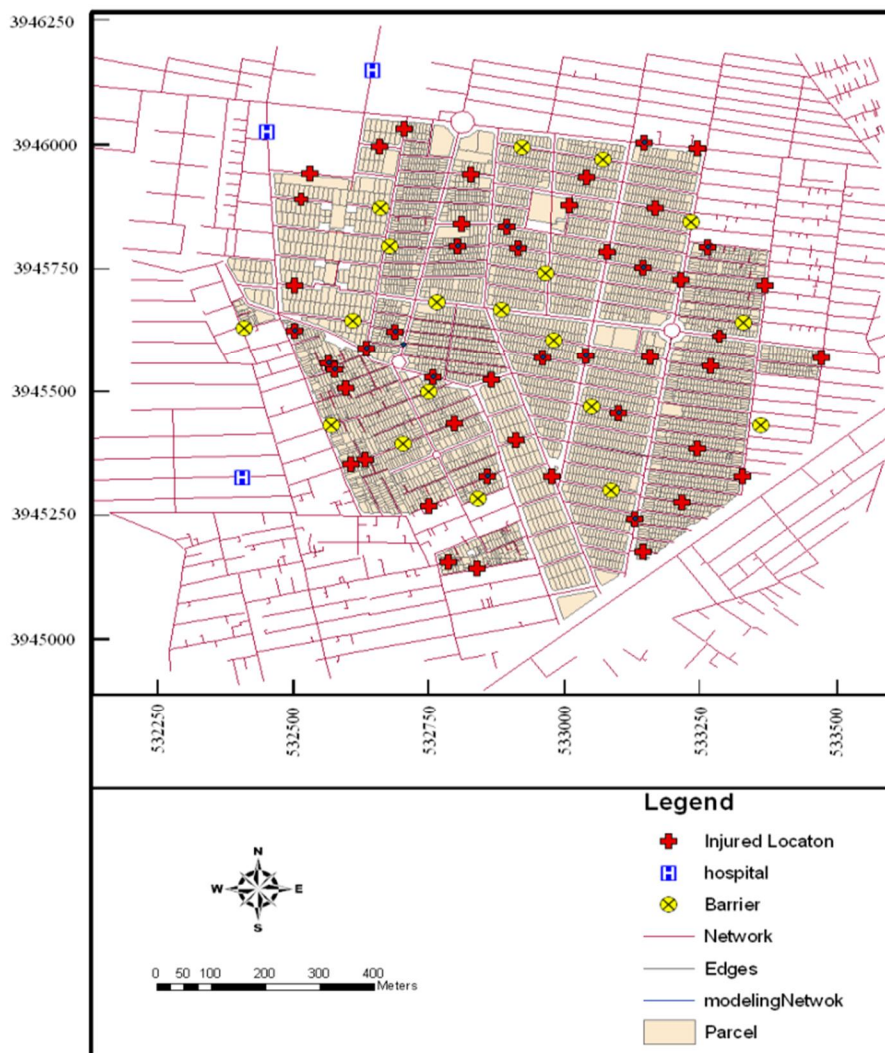 3946250
3946000
3945750
3945500
3945250
3945000
532250
532500
532750
533000
533250
533500
H
H
H
N
W E
S
0 50 100 200 300 400
Meters
Legend
Injured Locaton
H hospital
Barrier
Network
Edges
modelingNetwok
Parcel